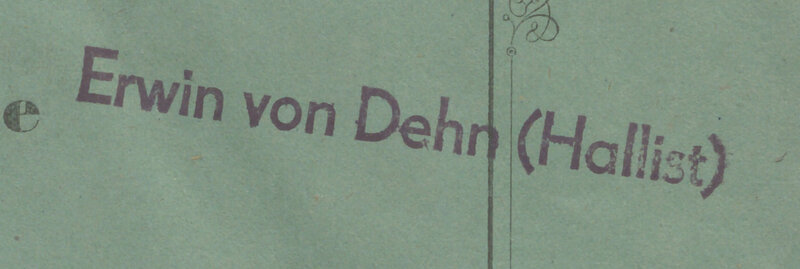 Erwin von Dehn (Hallist)
e